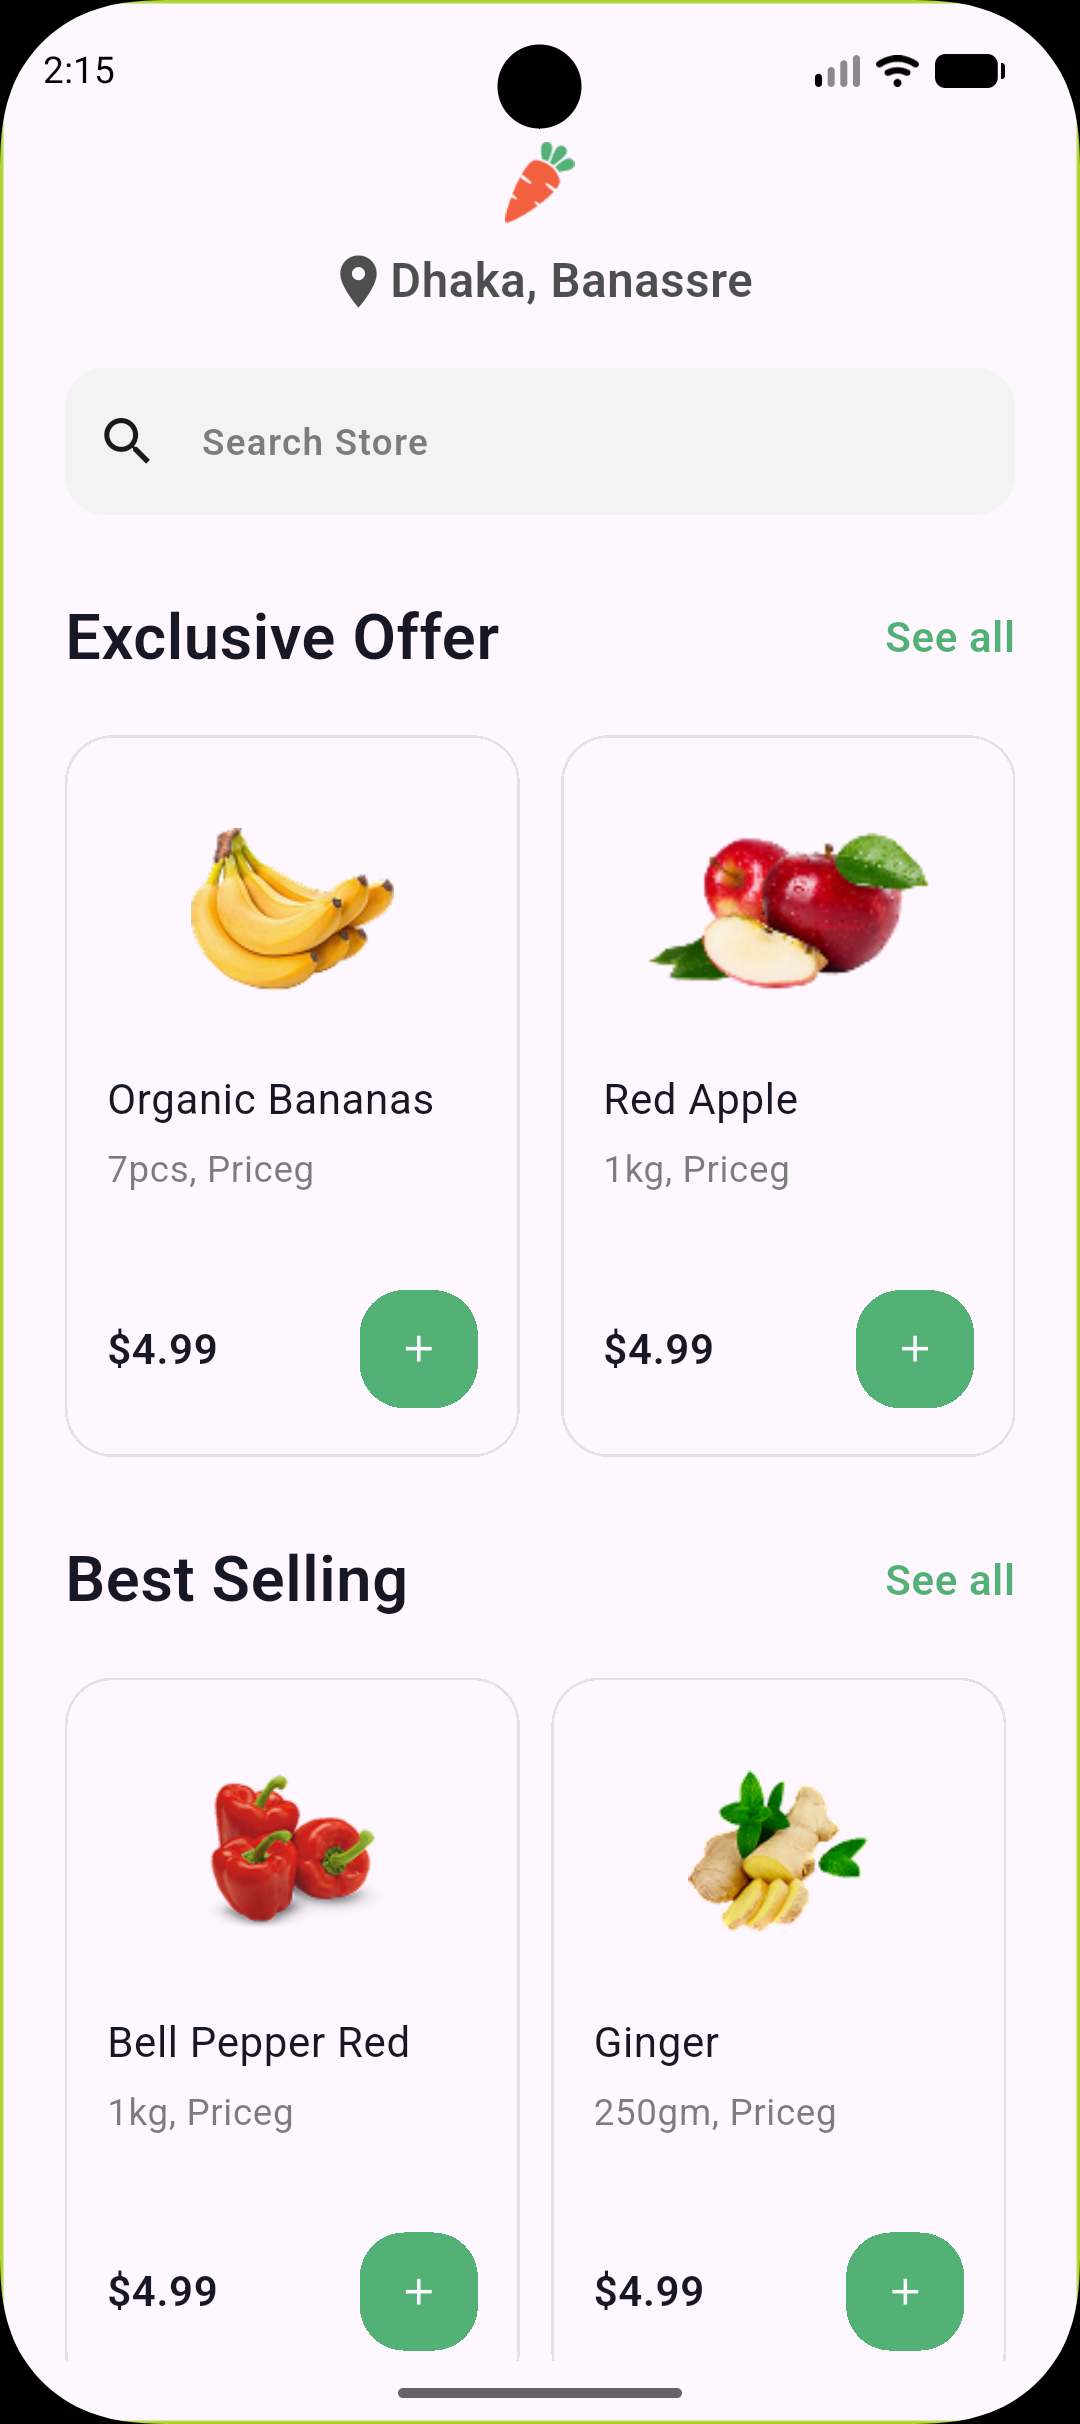 2:15
Dhaka, Banassre
Search Store
Exclusive Offer
See all
Organic Bananas
7pcs, Priceg
$4.99
+
Red Apple
1kg, Priceg
$4.99
+
Best Selling
See all
Bell Pepper Red
1kg, Priceg
$4.99
+
Ginger
250gm, Priceg
$4.99
+